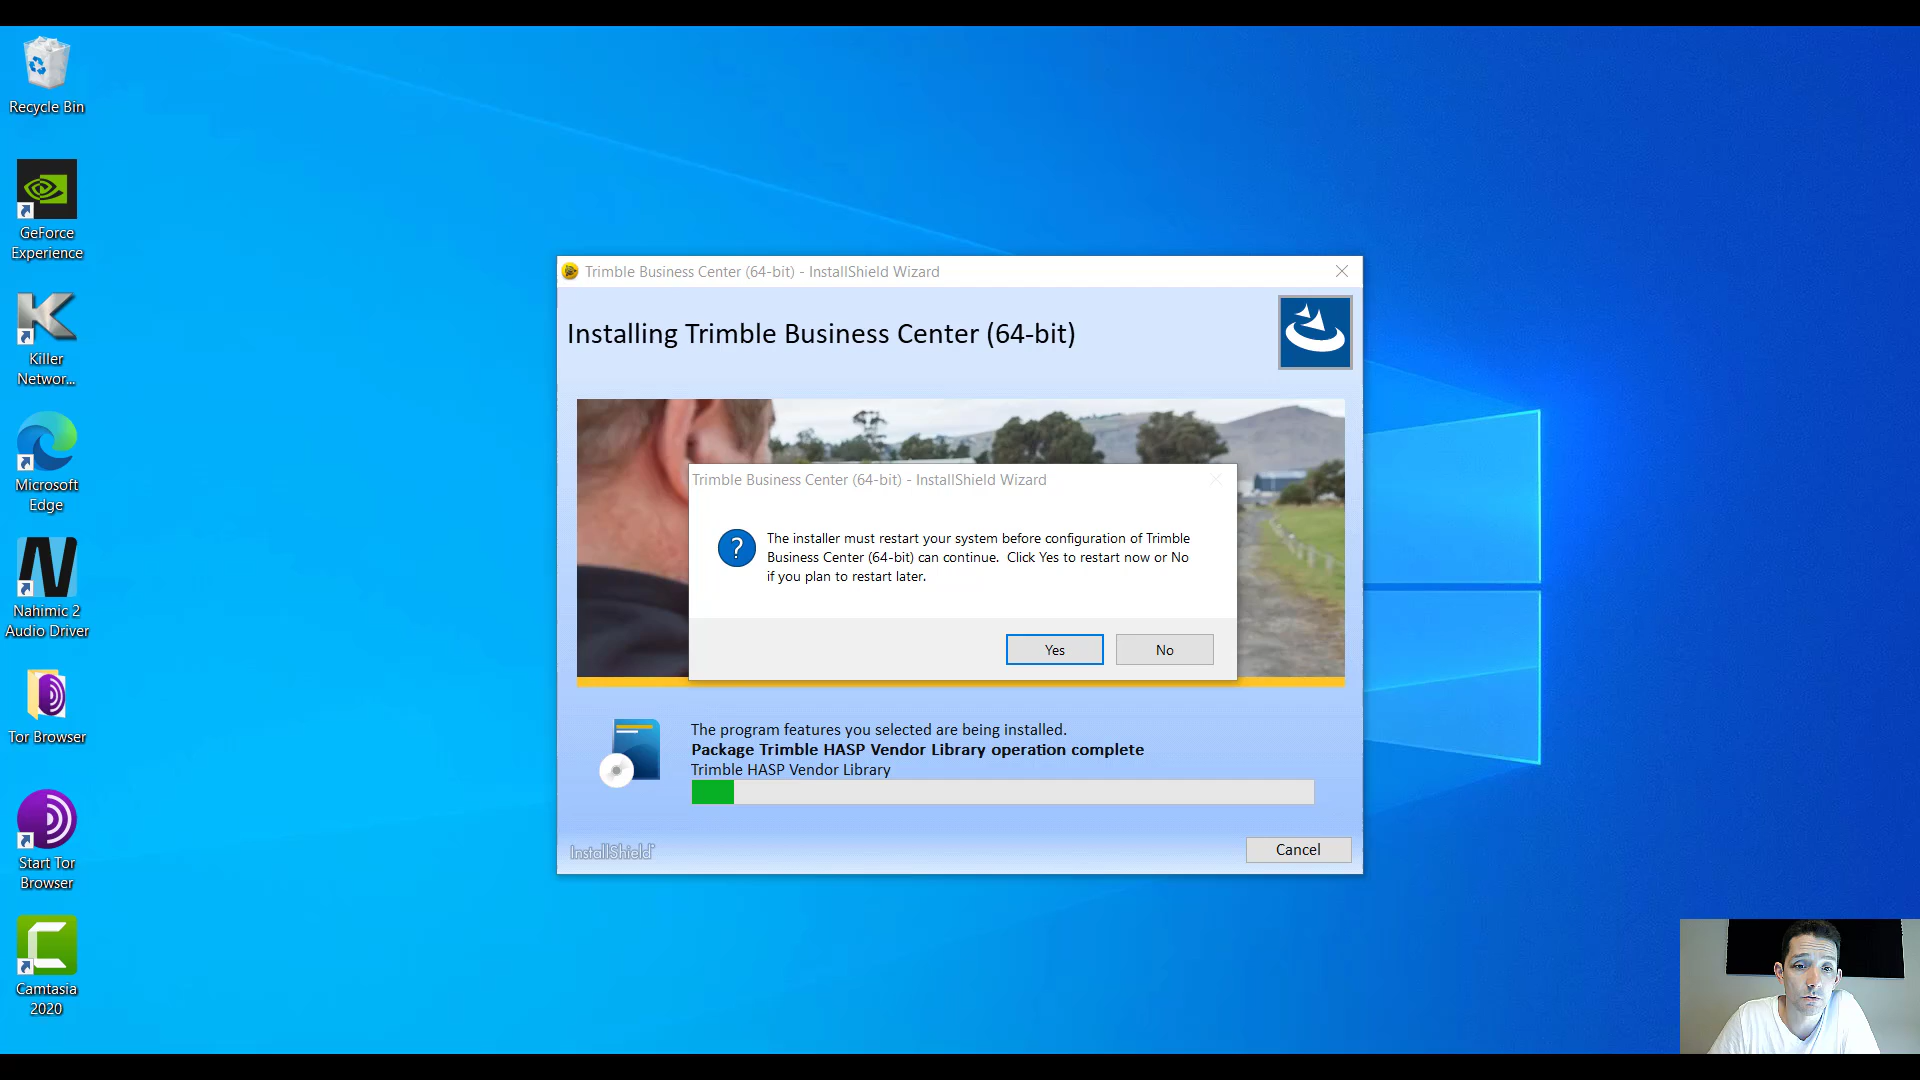 Recycle Bin
GeForce
Experience
Killer
Networ...
Microsoft
Edge
Nahimic 2
Audio Driver
Tor Browser
Start Tor
Browser
Camtasia
2020
Trimble Business Center (64-bit) - InstallShield Wizard
Installing Trimble Business Center (64-bit)
Trimble Business Center (64-bit) - InstallShield Wizard
The installer must restart your system before configuration of Trimble
Business Center (64-bit) can continue.  Click Yes to restart now or No
if you plan to restart later.
Yes
No
The program features you selected are being installed.
Package Trimble HASP Vendor Library operation complete
Trimble HASP Vendor Library
InstallShield
Cancel